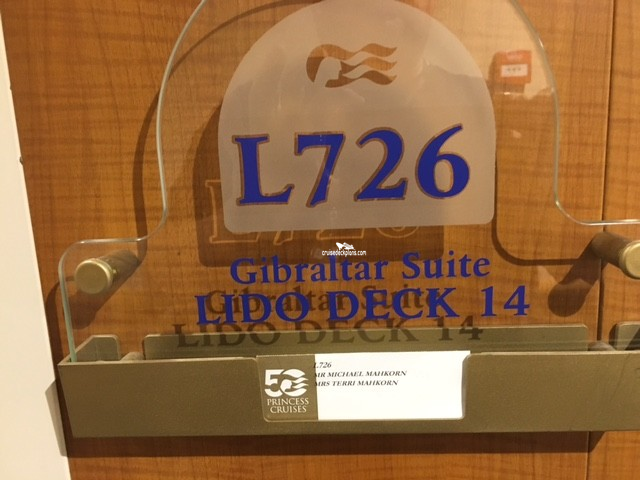 L726
cruisedeckplans.com
Gibraltar Suite
LIDO DECK 14
L726
MR MICHAEL MAHKORN
MRS TERRI MAHKORN
50
PRINCESS
CRUISES